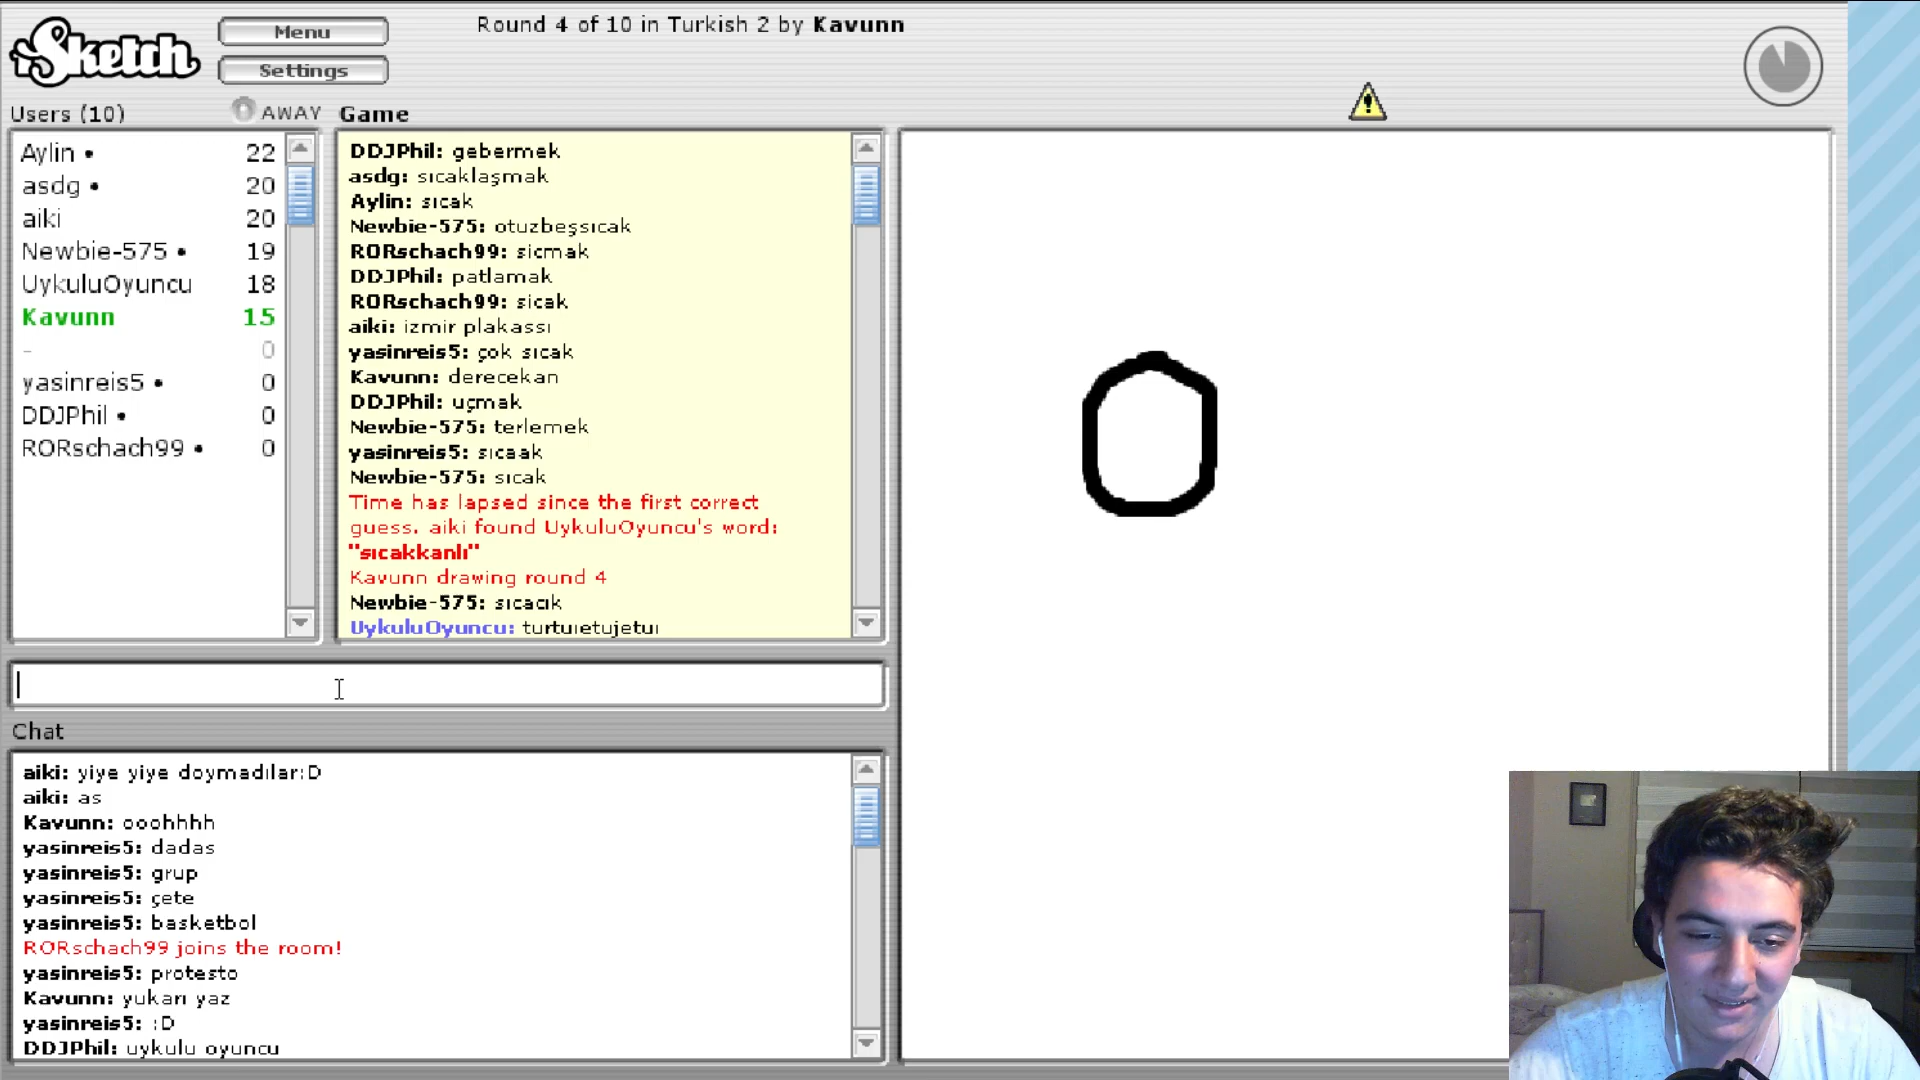 iSketch
Menu
Settings
Round 4 of 10 in Turkish 2 by Kavunn
Users (10)
AWAY
Aylin • 22
asdg • 20
aiki 20
Newbie-575 • 19
UykuluOyuncu 18
Kavunn 15
- 0
yasinreis5 • 0
DDJPhil • 0
RORschach99 • 0
Game
DDJPhil: gebermek
asdg: sıcaklaşmak
Aylin: sıcak
Newbie-575: otuzbeşsıcak
RORschach99: sicmak
DDJPhil: patlamak
RORschach99: sicak
aiki: izmir plakassı
yasinreis5: çok sıcak
Kavunn: derecekan
DDJPhil: uçmak
Newbie-575: terlemek
yasinreis5: sıcaak
Newbie-575: sıcak
Time has lapsed since the first correct
guess. aiki found UykuluOyuncu's word:
"sıcakkanlı"
Kavunn drawing round 4
Newbie-575: sıcacık
UykuluOyuncu: turtuıetujetuı
Chat
aiki: yiye yiye doymadılar:D
aiki: as
Kavunn: ooohhhh
yasinreis5: dadas
yasinreis5: grup
yasinreis5: çete
yasinreis5: basketbol
RORschach99 joins the room!
yasinreis5: protesto
Kavunn: yukarı yaz
yasinreis5: :D
DDJPhil: uykulu oyuncu